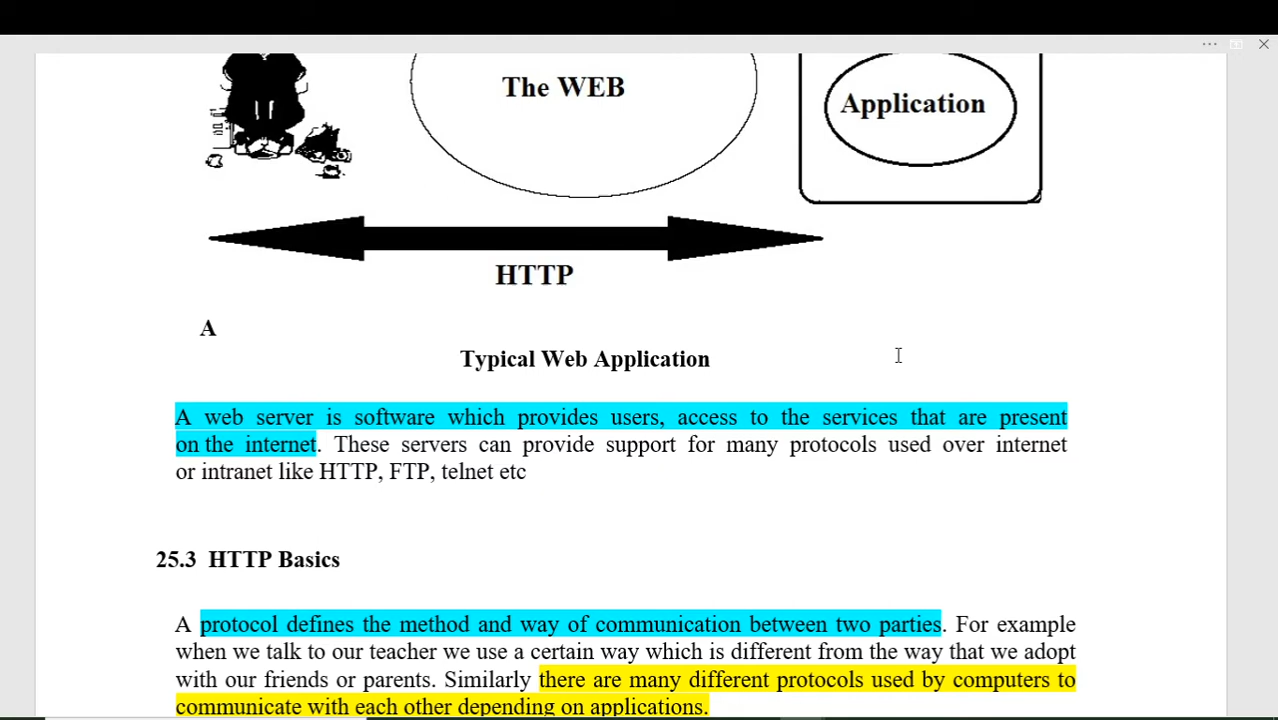 The WEB
Application
HTTP
A
Typical Web Application
A web server is software which provides users, access to the services that are present
on the internet. These servers can provide support for many protocols used over internet
or intranet like HTTP, FTP, telnet etc
25.3 HTTP Basics
A protocol defines the method and way of communication between two parties. For example
when we talk to our teacher we use a certain way which is different from the way that we adopt
with our friends or parents. Similarly there are many different protocols used by computers to
communicate with each other depending on applications.